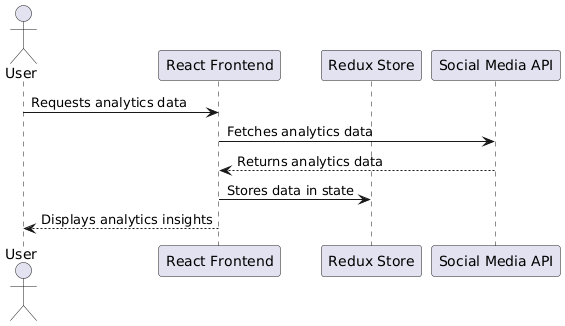 User
React Frontend
Redux Store
Social Media API
Requests analytics data
Fetches analytics data
Returns analytics data
Stores data in state
Displays analytics insights
User
React Frontend
Redux Store
Social Media API